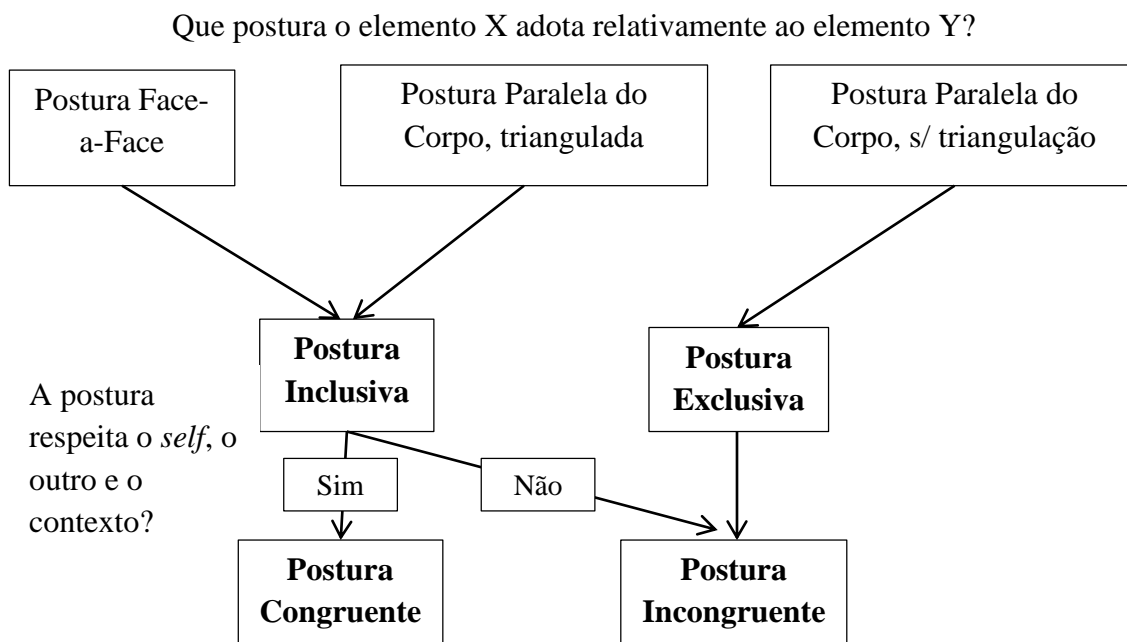 Que postura o elemento X adota relativamente ao elemento Y?
Postura Face-
a-Face
Postura Paralela do
Corpo, triangulada
Postura Paralela do
Corpo, s/ triangulação
Postura
Inclusiva
Postura
Exclusiva
A postura
respeita o self, o
outro e o
contexto?
Sim
Não
Postura
Congruente
Postura
Incongruente